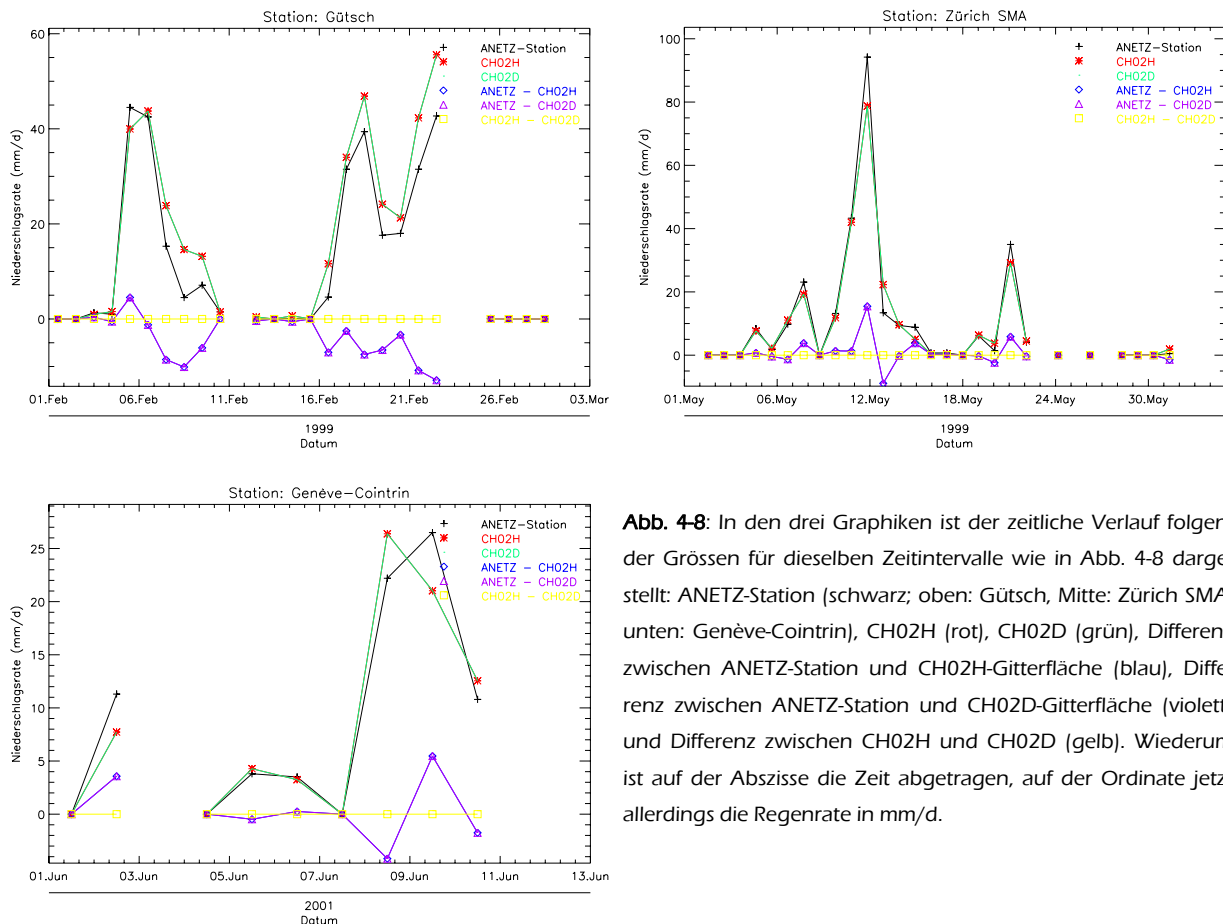 Station: Gütsch
60
40
20
0
Niederschlagsrate (mm/d)
ANETZ-Station
CH02H
CH02D
ANETZ - CH02H
ANETZ - CH02D
CH02H - CH02D
01.Feb 06.Feb 11.Feb 16.Feb 21.Feb 26.Feb 03.Mar
1999
Datum
Station: Zürich SMA
100
80
60
40
20
0
Niederschlagsrate (mm/d)
ANETZ-Station
CH02H
CH02D
ANETZ - CH02H
ANETZ - CH02D
CH02H - CH02D
01.May 06.May 12.May 18.May 24.May 30.May
1999
Datum
Station: Genève-Cointrin
25
20
15
10
5
0
Niederschlagsrate (mm/d)
ANETZ-Station
CH02H
CH02D
ANETZ - CH02H
ANETZ - CH02D
CH02H - CH02D
01.Jun 03.Jun 05.Jun 07.Jun 09.Jun 11.Jun 13.Jun
2001
Datum
Abb. 4-8: In den drei Graphiken ist der zeitliche Verlauf folgen
der Grössen für dieselben Zeitintervalle wie in Abb. 4-8 darge
stellt: ANETZ-Station (schwarz; oben: Gütsch, Mitte: Zürich SMA
unten: Genève-Cointrin), CH02H (rot), CH02D (grün), Differen
zwischen ANETZ-Station und CH02H-Gitterfläche (blau), Diffe
renz zwischen ANETZ-Station und CH02D-Gitterfläche (violett
und Differenz zwischen CH02H und CH02D (gelb). Wiederun
ist auf der Abszisse die Zeit abgetragen, auf der Ordinate jetz
allerdings die Regenrate in mm/d.